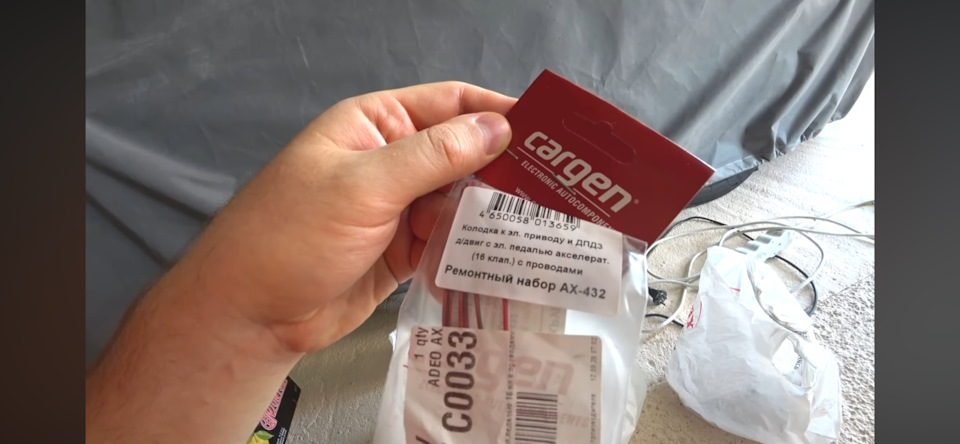 cargen®
ELECTRONIC AUTOCOMPONE
4 650058 013659
Колодка к эл. приводу и ДПДЗ
д/двиг с эл. педалью акселерат.
(16 клап.) с проводами
Ремонтный набор AX-432
1 qty
ADEO AX
C0033